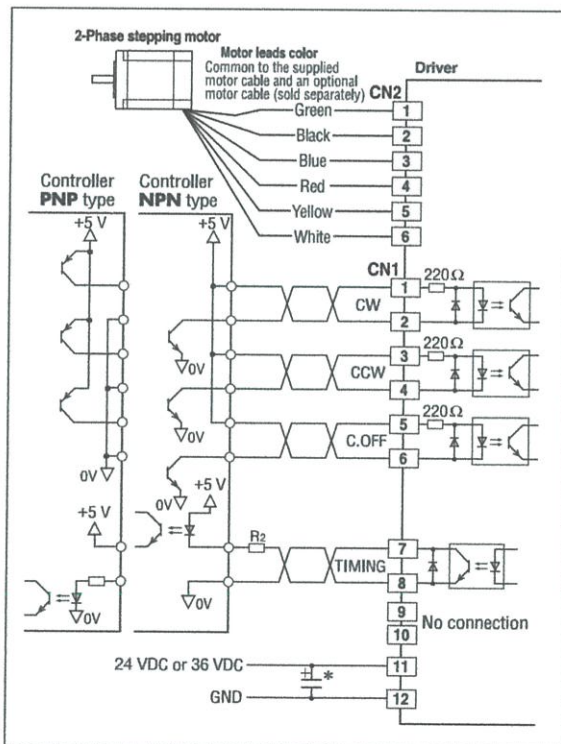 2-Phase stepping motor
Motor leads color
Common to the supplied
motor cable and an optional
motor cable (sold separately)
CN2
Driver
Green
1
Black
2
Blue
3
Red
4
Yellow
5
White
6
Controller
PNP type
+5 V
0V
+5 V
0V
Controller
NPN type
+5 V
0V
0V
0V
+5 V
R2
0V
CN1
1
220Ω
CW
2
3
220Ω
CCW
4
5
220Ω
C.OFF
6
7
TIMING
8
9
No connection
10
24 VDC or 36 VDC
11
+ *
GND
12